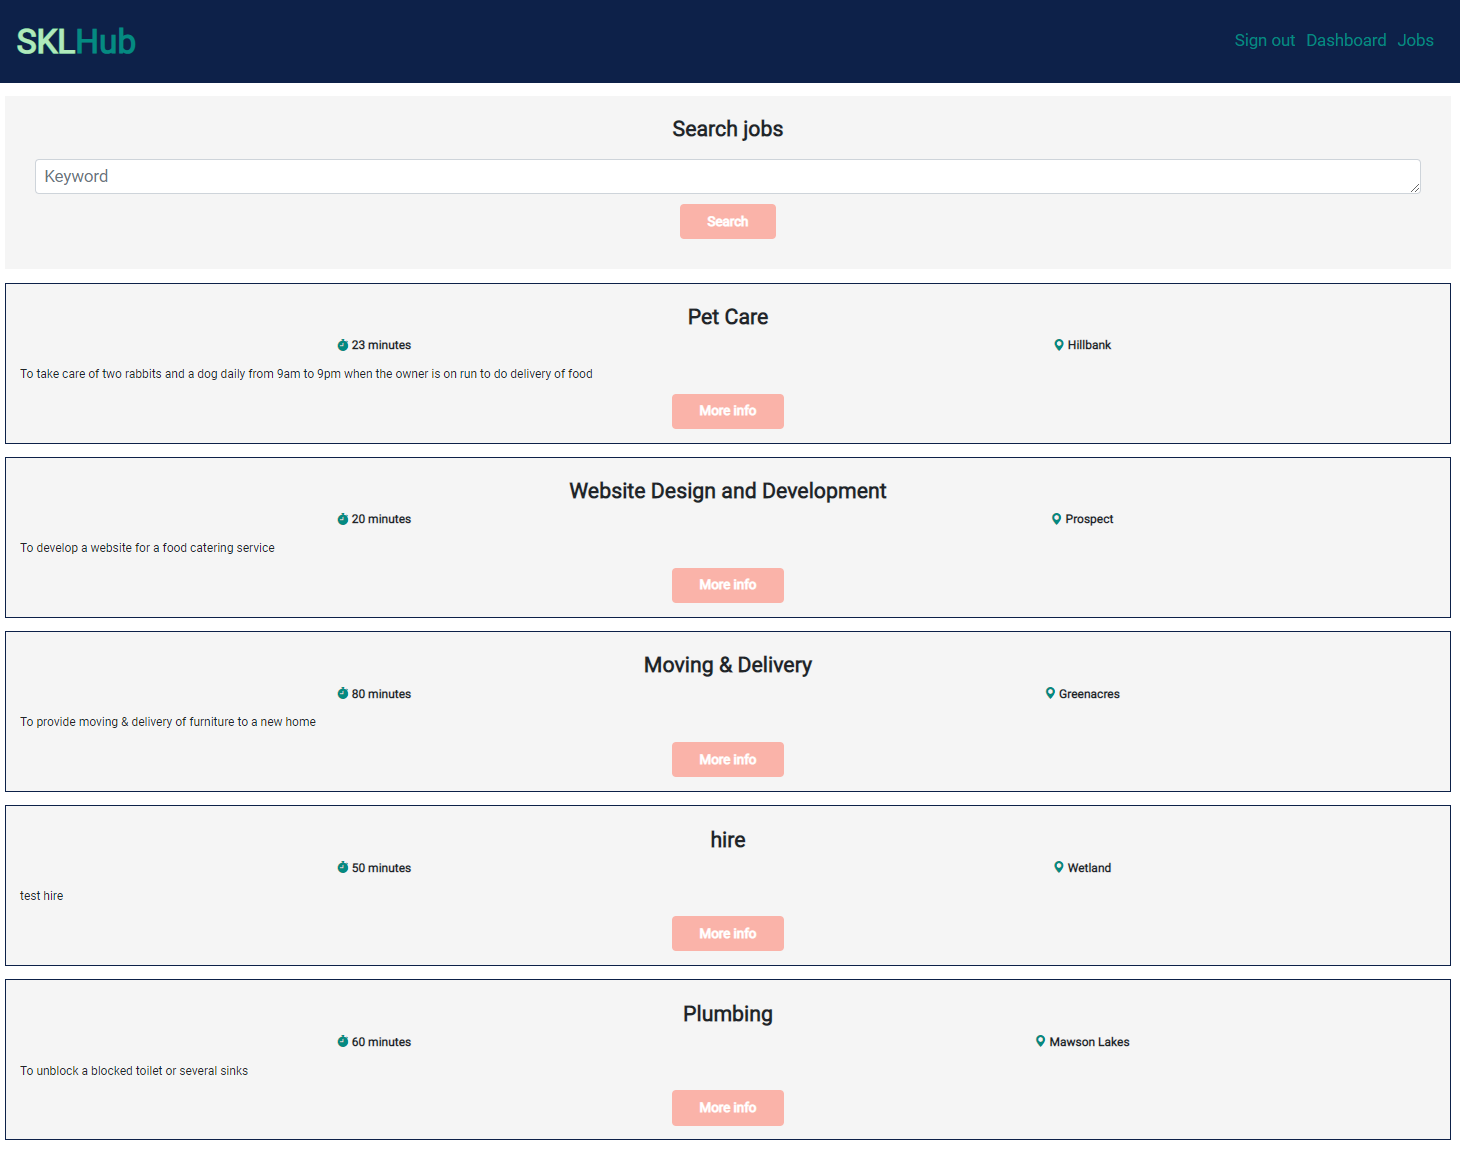 SKLHub
Sign out Dashboard Jobs
Search jobs
Keyword
Search
Pet Care
23 minutes Hillbank
To take care of two rabbits and a dog daily from 9am to 9pm when the owner is on run to do delivery of food
More info
Website Design and Development
20 minutes Prospect
To develop a website for a food catering service
More info
Moving & Delivery
80 minutes Greenacres
To provide moving & delivery of furniture to a new home
More info
hire
50 minutes Wetland
test hire
More info
Plumbing
60 minutes Mawson Lakes
To unblock a blocked toilet or several sinks
More info